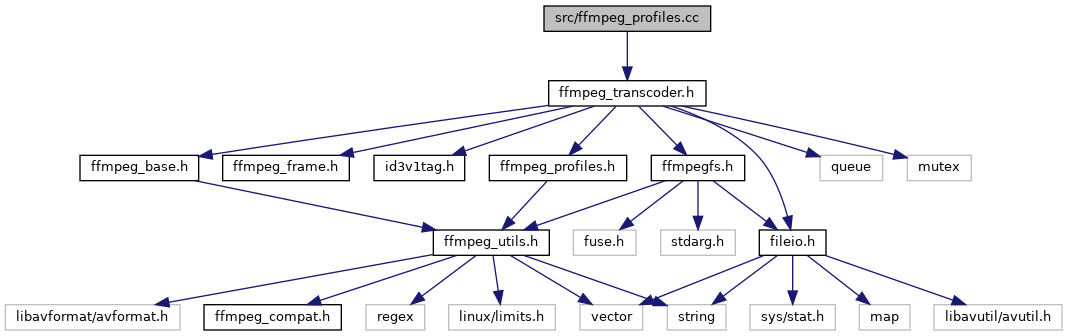 src/ffmpeg_profiles.cc
ffmpeg_transcoder.h
ffmpeg_base.h
ffmpeg_frame.h
id3v1tag.h
ffmpeg_profiles.h
ffmpegfs.h
queue
mutex
ffmpeg_utils.h
fuse.h
stdarg.h
fileio.h
libavformat/avformat.h
ffmpeg_compat.h
regex
linux/limits.h
vector
string
sys/stat.h
map
libavutil/avutil.h